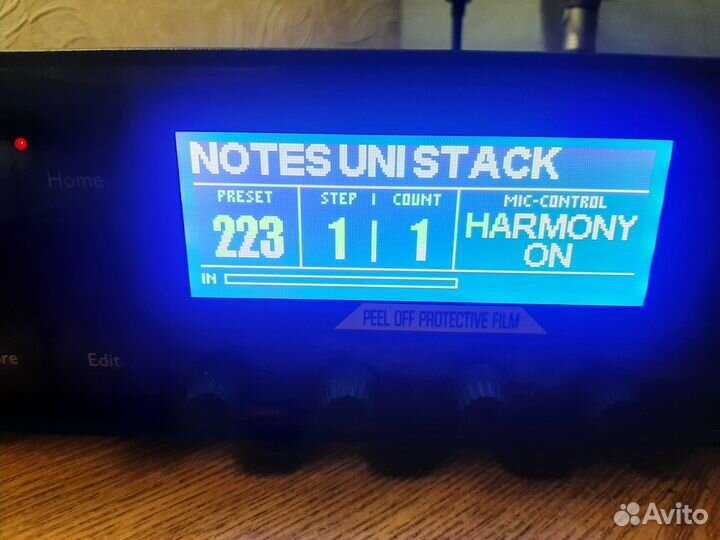 NOTES UNI STACK
PRESET STEP | COUNT MIC-CONTROL
223 1 | 1 HARMONY
ON
IN
Home
PEEL OFF PROTECTIVE FILM
Edit
Avito